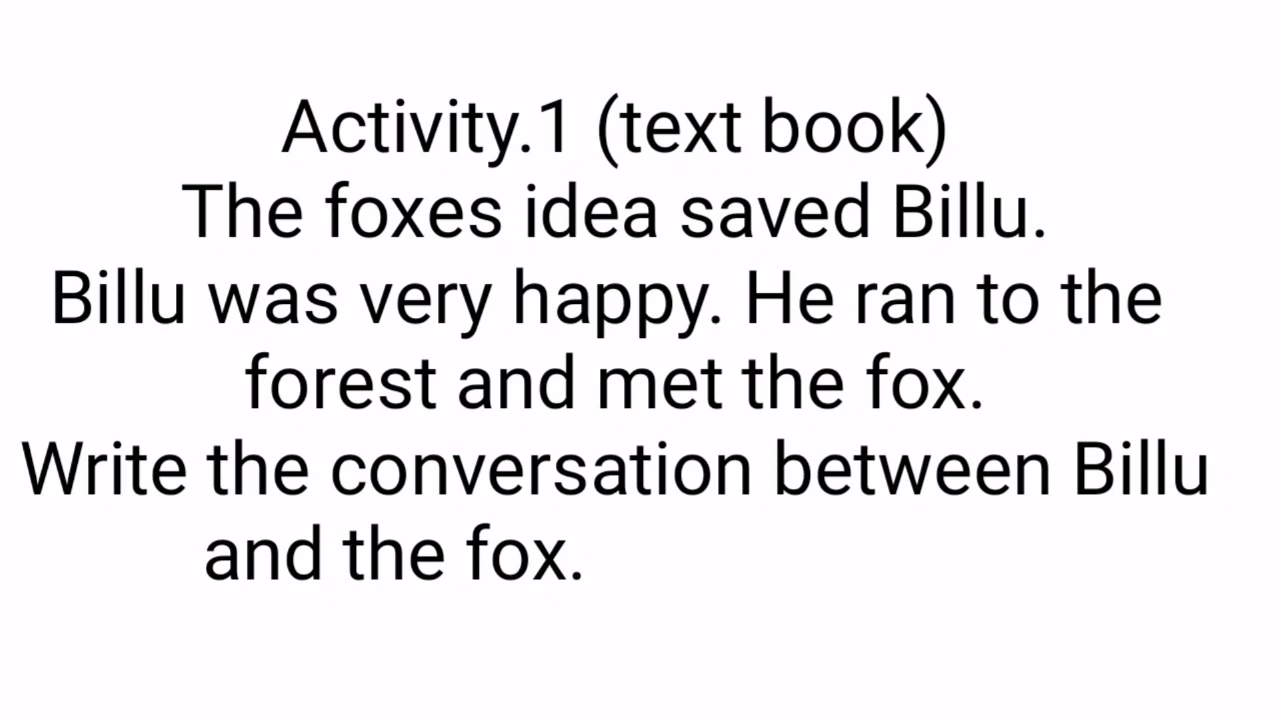 Activity.1 (text book)
The foxes idea saved Billu.
Billu was very happy. He ran to the
forest and met the fox.
Write the conversation between Billu
and the fox.